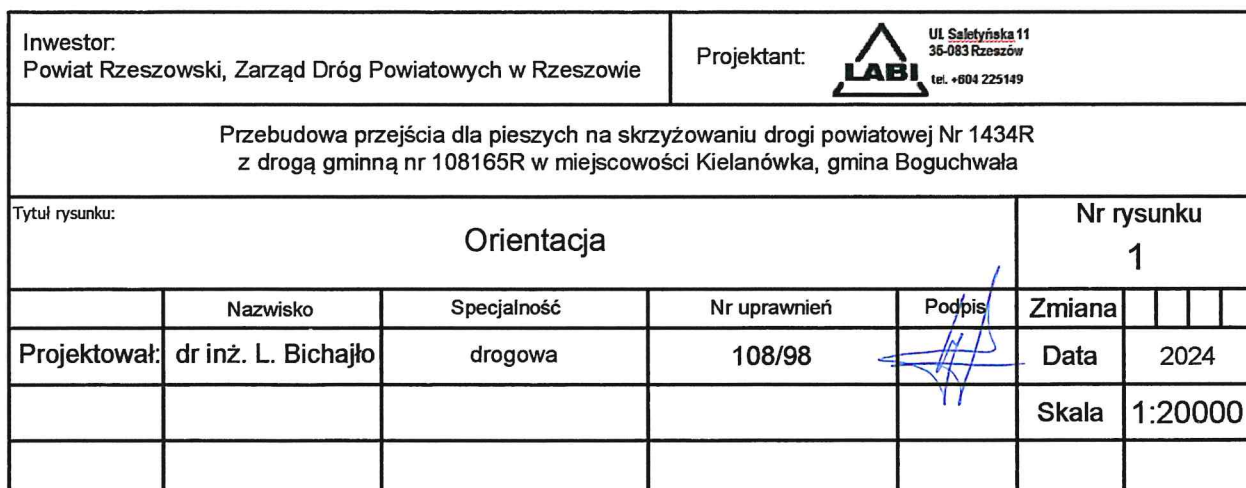 Inwestor:
Powiat Rzeszowski, Zarząd Dróg Powiatowych w Rzeszowie
Projektant:
LABI
Ul. Saletyńska 11
35-083 Rzeszów
tel. +604 225149
Przebudowa przejścia dla pieszych na skrzyżowaniu drogi powiatowej Nr 1434R
z drogą gminną nr 108165R w miejscowości Kielanówka, gmina Boguchwała
Tytuł rysunku:
Orientacja
Nr rysunku
1
Nazwisko Specjalność Nr uprawnień Podpis Zmiana
Projektował: dr inż. L. Bichajło drogowa 108/98 Data 2024
Skala 1:20000